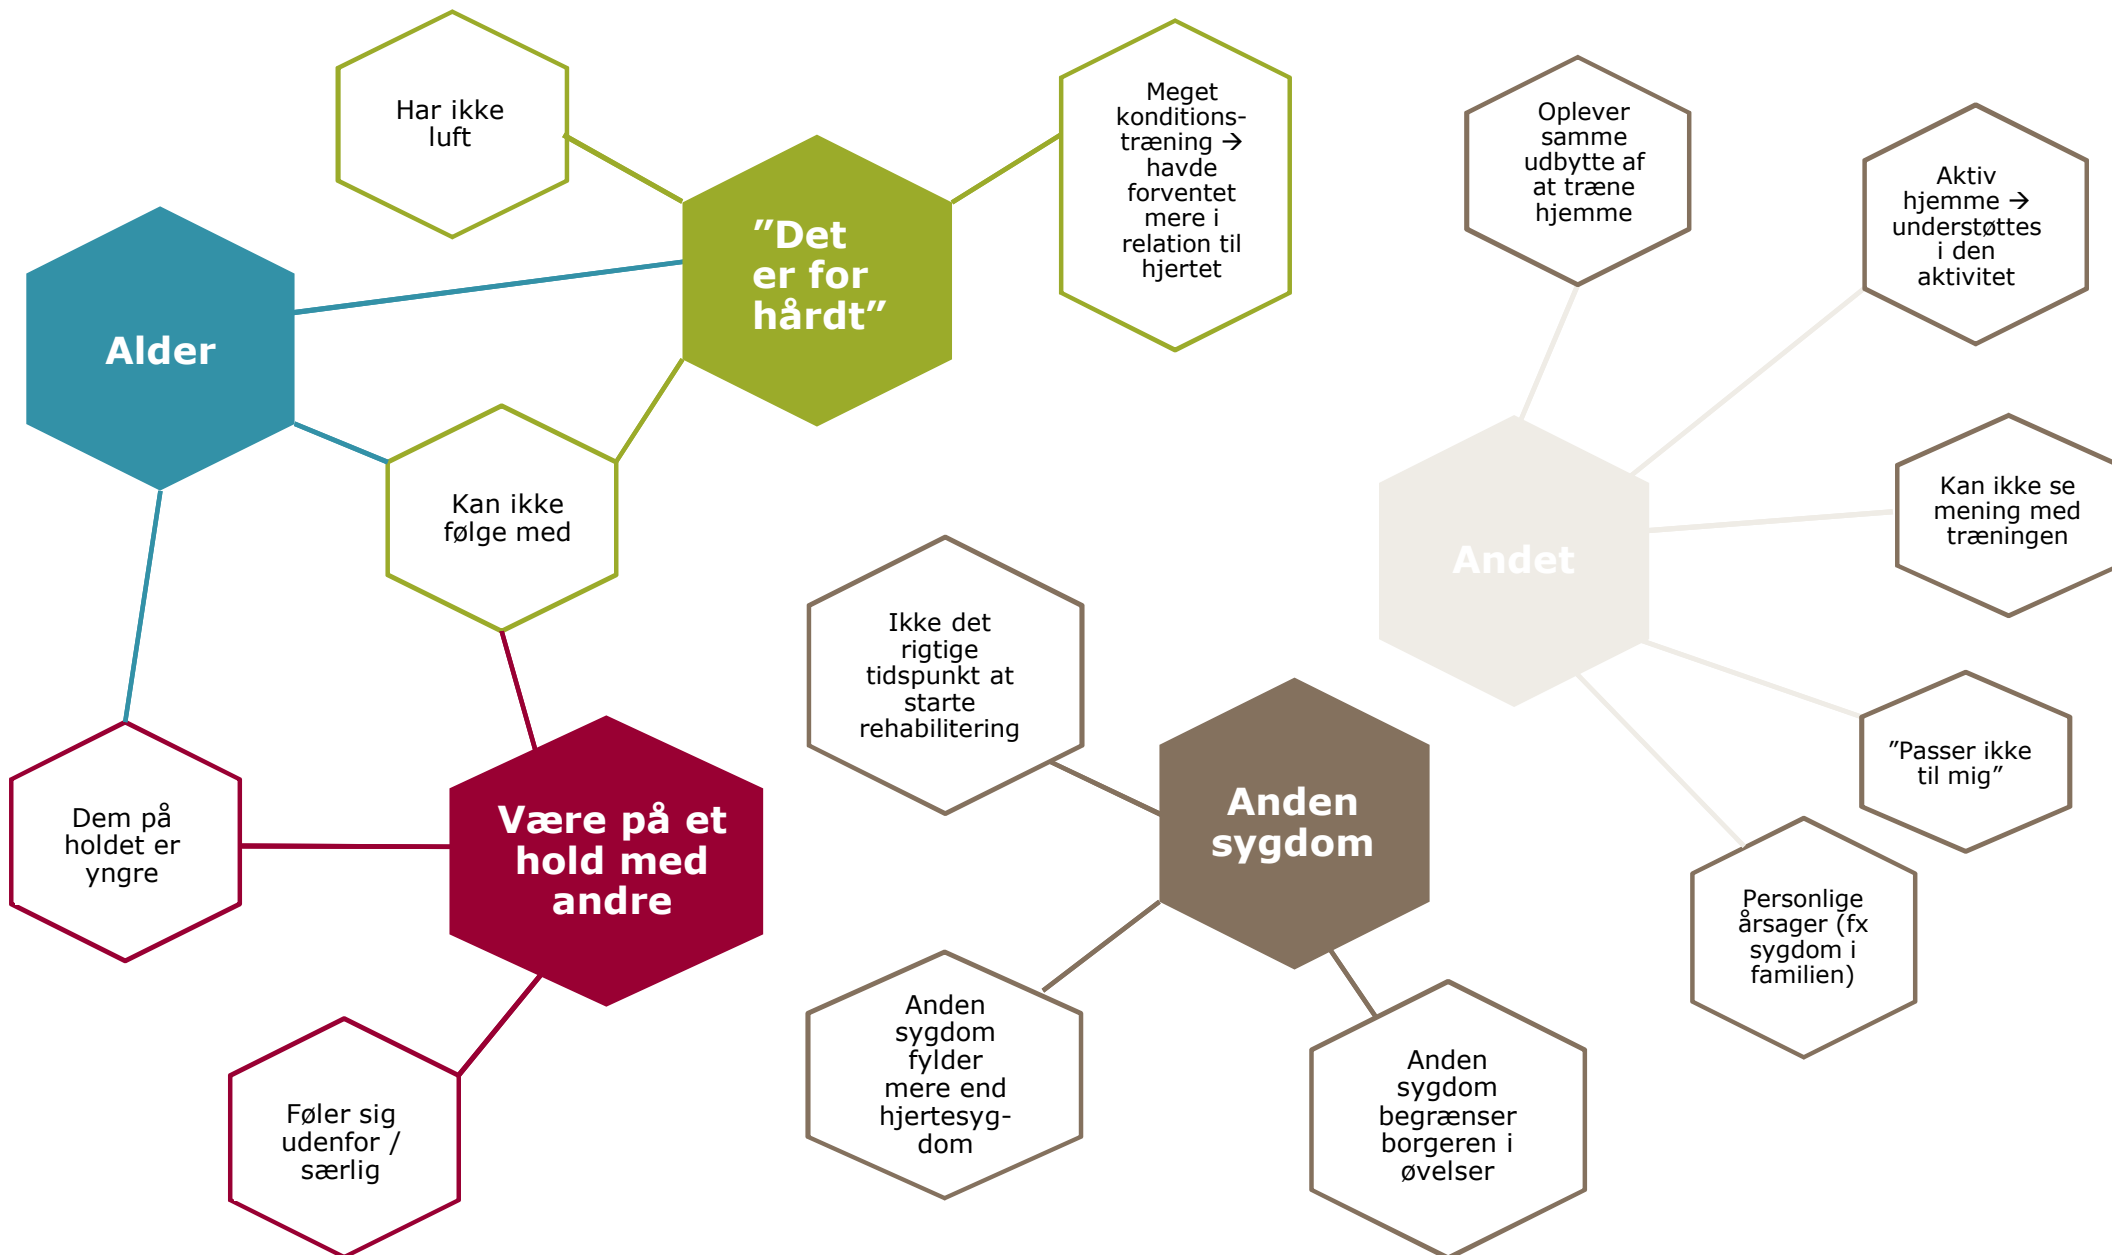 Har ikke
luft
Meget
konditions-
træning →
havde
forventet
mere i
relation til
hjertet
"Det
er for
hårdt"
Alder
Kan ikke
følge med
Dem på
holdet er
yngre
Være på et
hold med
andre
Føler sig
udenfor /
særlig
Oplever
samme
udbytte af
at træne
hjemme
Aktiv
hjemme →
understøttes
i den
aktivitet
Andet
Kan ikke se
mening med
træningen
"Passer ikke
til mig"
Personlige
årsager (fx
sygdom i
familien)
Ikke det
rigtige
tidspunkt at
starte
rehabilitering
Anden
sygdom
Anden
sygdom
fylder
mere end
hjertesyg-
dom
Anden
sygdom
begrænser
borgeren i
øvelser